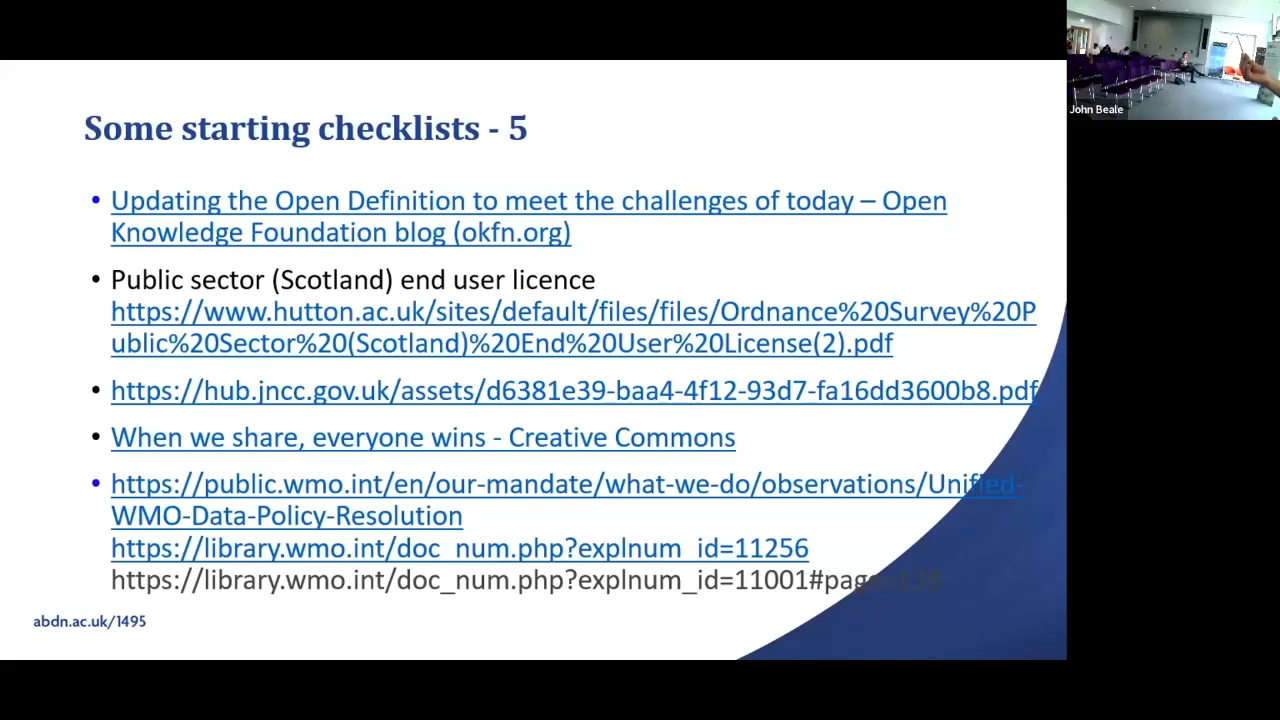 Some starting checklists - 5
• Updating the Open Definition to meet the challenges of today – Open
Knowledge Foundation blog (okfn.org)
• Public sector (Scotland) end user licence
https://www.hutton.ac.uk/sites/default/files/files/Ordnance%20Survey%20P
ublic%20Sector%20(Scotland)%20End%20User%20License(2).pdf
• https://hub.jncc.gov.uk/assets/d6381e39-baa4-4f12-93d7-fa16dd3600b8.pdf
• When we share, everyone wins - Creative Commons
• https://public.wmo.int/en/our-mandate/what-we-do/observations/Unified-
WMO-Data-Policy-Resolution
https://library.wmo.int/doc_num.php?explnum_id=11256
https://library.wmo.int/doc_num.php?explnum_id=11001#page
abdn.ac.uk/1495
John Beale